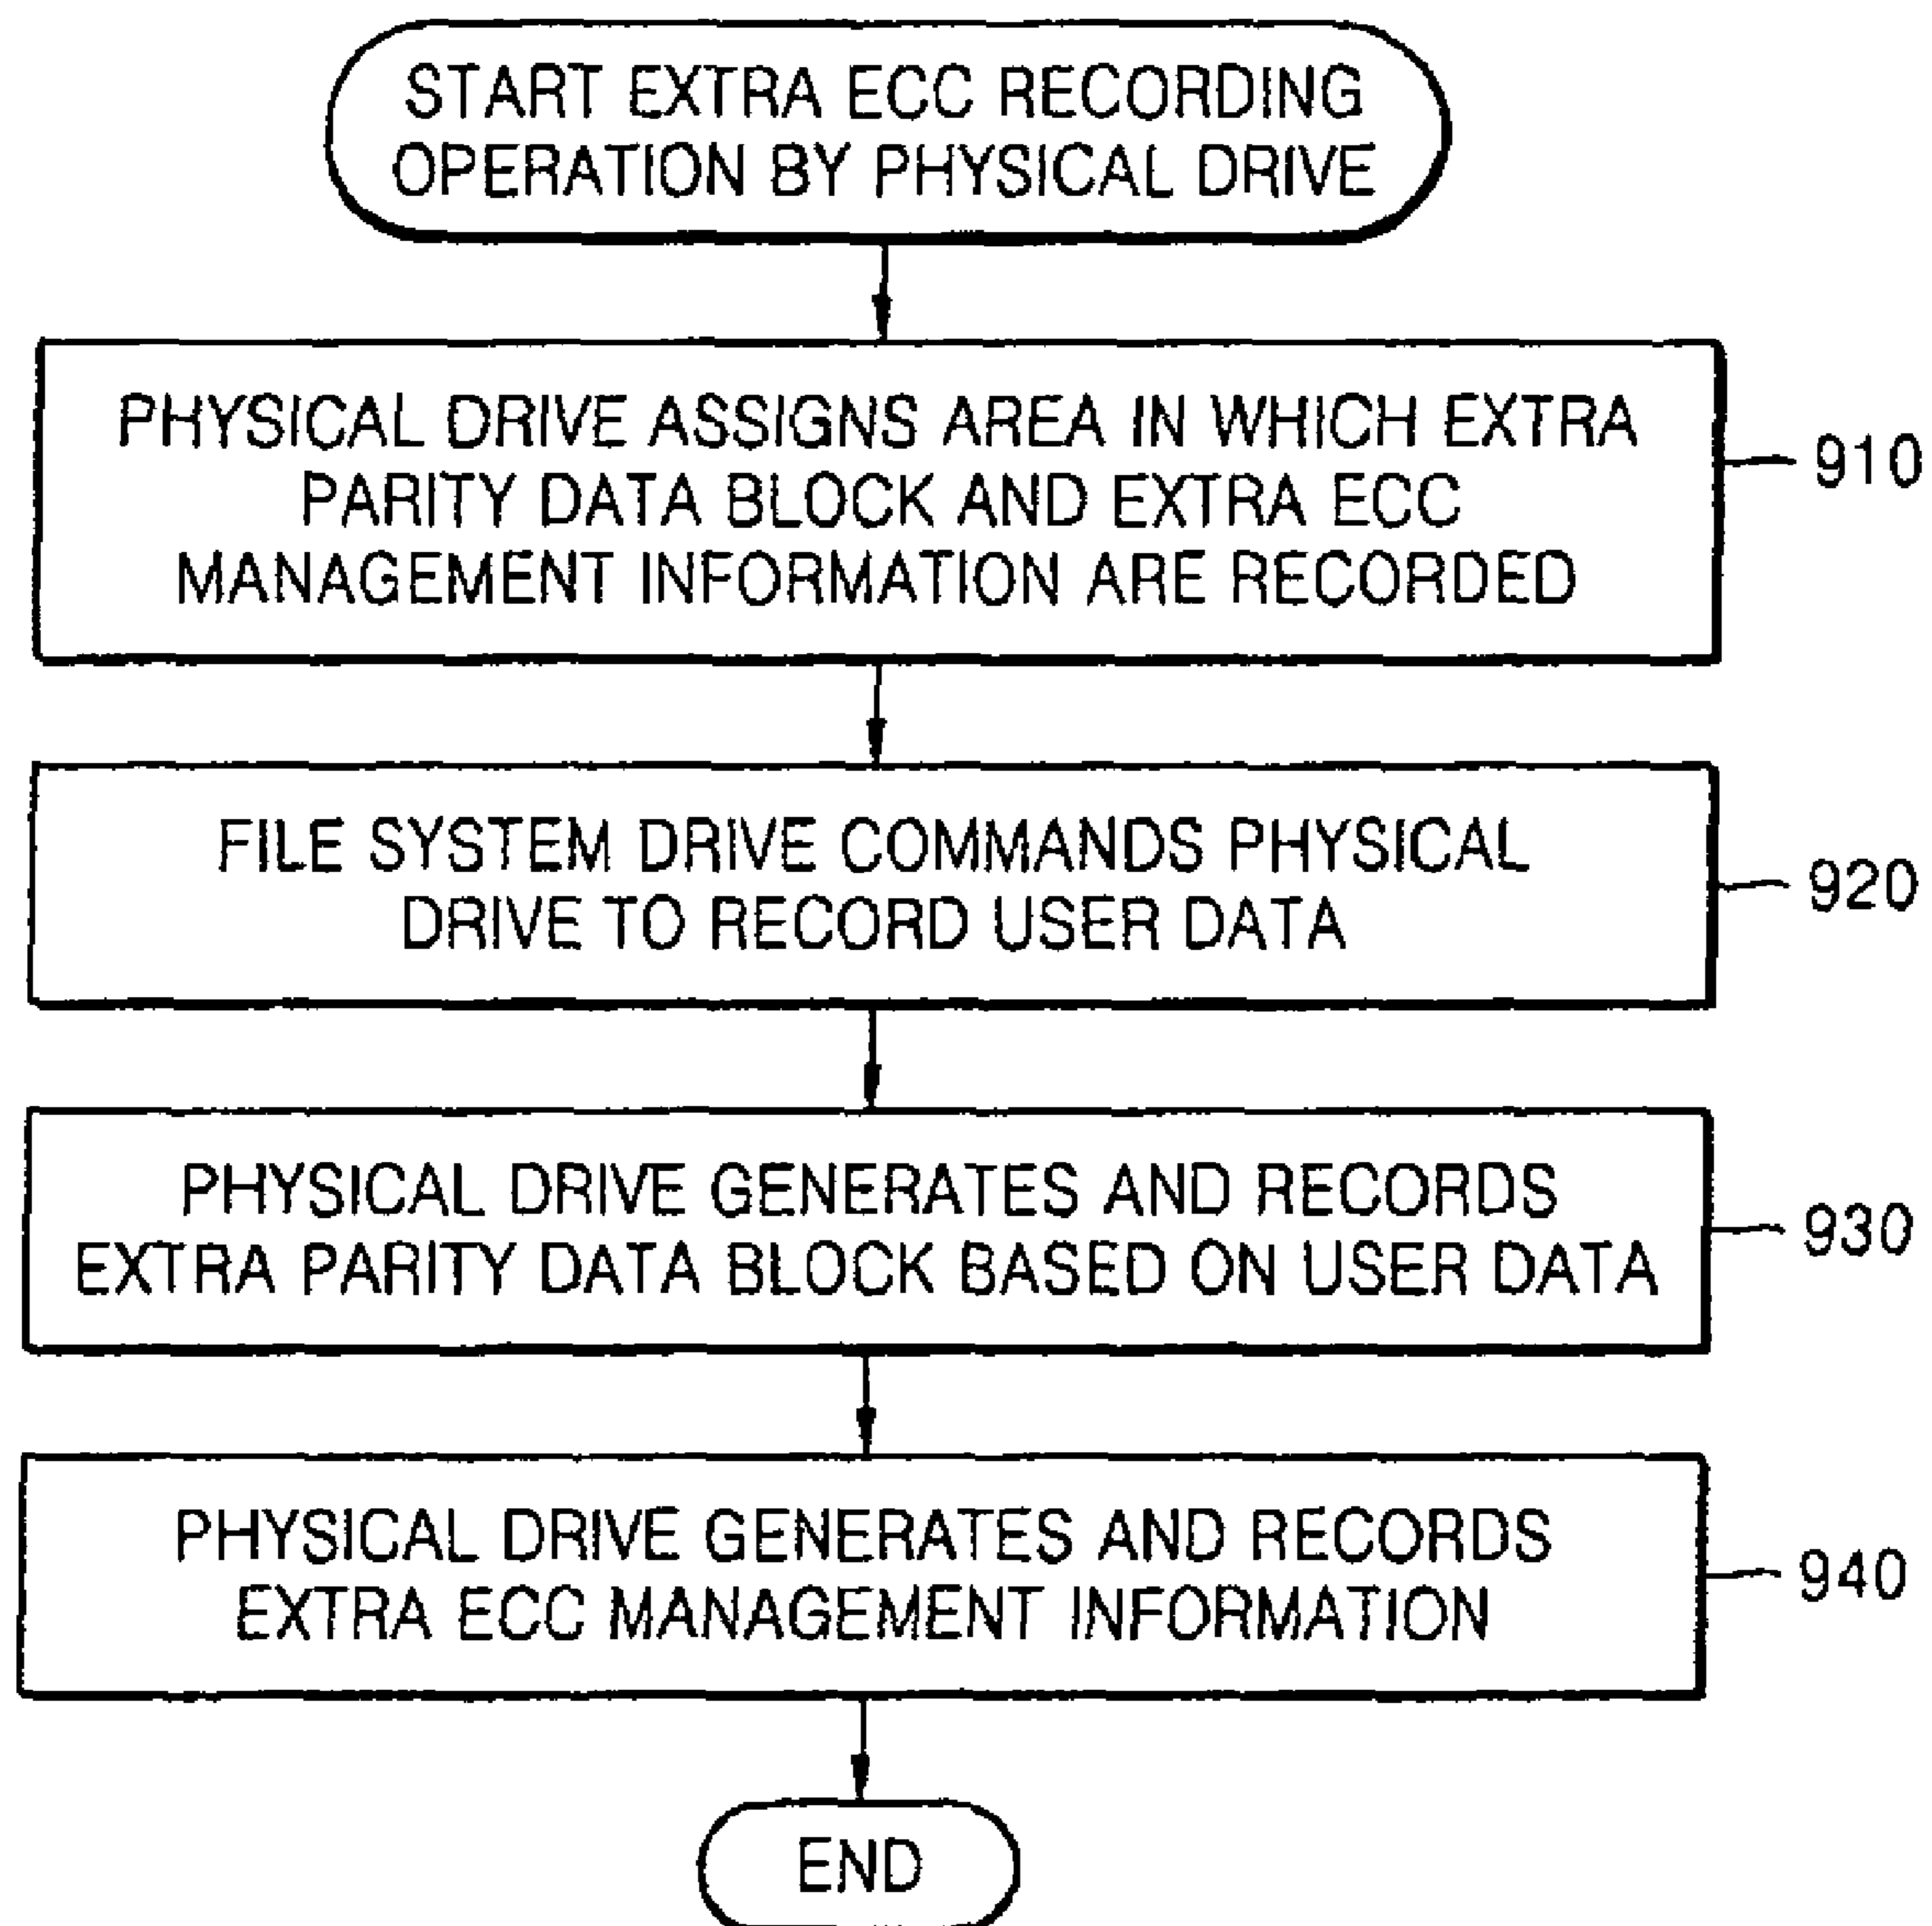 START EXTRA ECC RECORDING
OPERATION BY PHYSICAL DRIVE
PHYSICAL DRIVE ASSIGNS AREA IN WHICH EXTRA
PARITY DATA BLOCK AND EXTRA ECC
MANAGEMENT INFORMATION ARE RECORDED
910
FILE SYSTEM DRIVE COMMANDS PHYSICAL
DRIVE TO RECORD USER DATA
920
PHYSICAL DRIVE GENERATES AND RECORDS
EXTRA PARITY DATA BLOCK BASED ON USER DATA
930
PHYSICAL DRIVE GENERATES AND RECORDS
EXTRA ECC MANAGEMENT INFORMATION
940
END